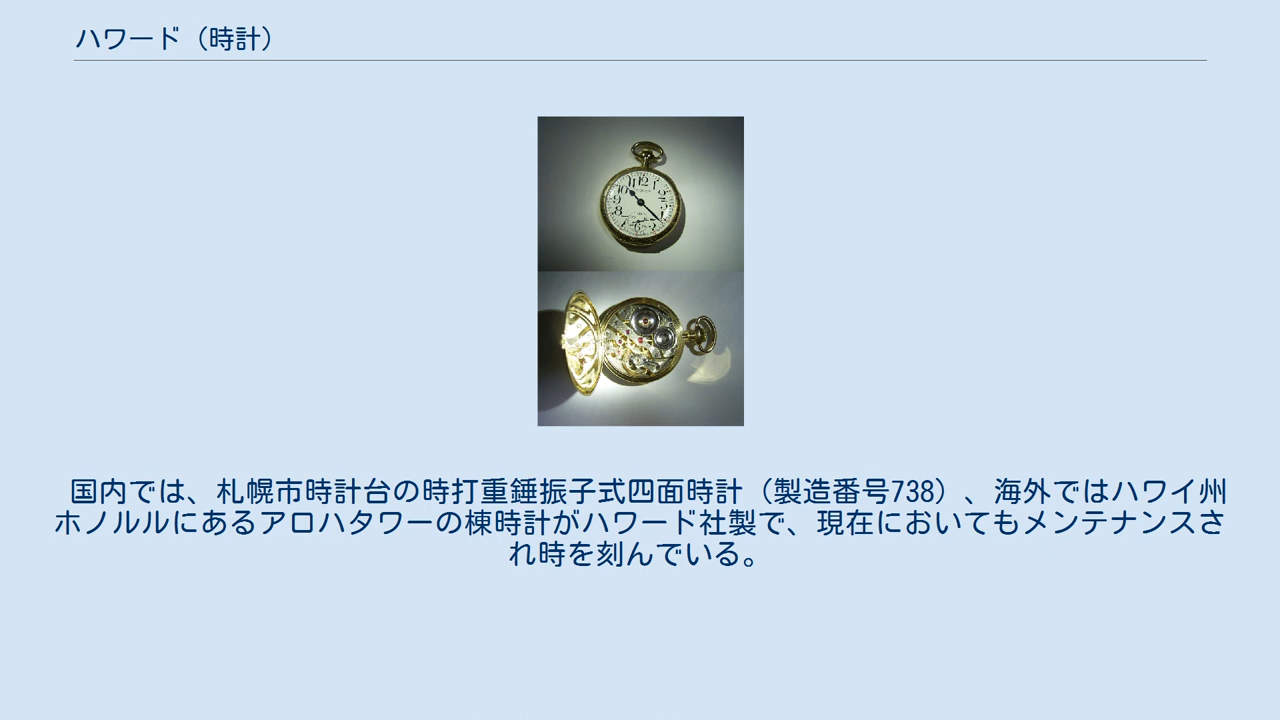 ハワード（時計）
国内では、札幌市時計台の時打重錘振子式四面時計（製造番号738）、海外ではハワイ州
ホノルルにあるアロハタワーの棟時計がハワード社製で、現在においてもメンテナンスさ
れ時を刻んでいる。